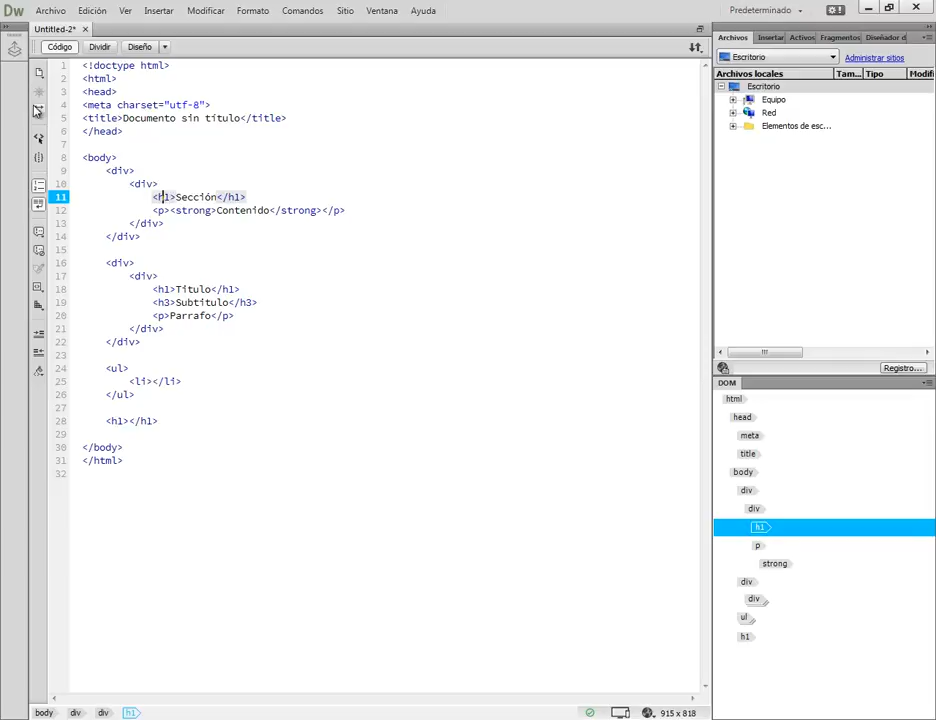 Dw Archivo Edición Ver Insertar Modificar Formato Comandos Sitio Ventana Ayuda Predeterminado
Untitled-2* ×
Código Dividir Diseño
1 <!doctype html>
2 <html>
3 <head>
4 <meta charset="utf-8">
5 <title>Documento sin título</title>
6 </head>
7
8 <body>
9 <div>
10 <div>
11 <h1>Sección</h1>
12 <p><strong>Contenido</strong></p>
13 </div>
14 </div>
15
16 <div>
17 <div>
18 <h1>Titulo</h1>
19 <h3>Subtitulo</h3>
20 <p>Parrafo</p>
21 </div>
22 </div>
23
24 <ul>
25 <li></li>
26 </ul>
27
28 <h1></h1>
29
30 </body>
31 </html>
32
body div div h1
915 x 818
Archivos Insertar Activos Fragmentos Diseñador d
Escritorio Administrar sitios
Archivos locales Tam... Tipo Modifi
Escritorio
Equipo
Red
Elementos de esc...
Registro...
DOM
html
head
meta
title
body
div
div
h1
p
strong
div
div
ul
h1